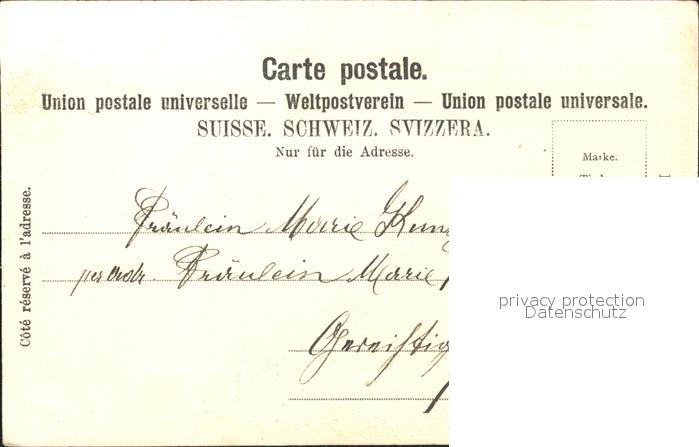 Carte postale.
Union postale universelle — Weltpostverein — Union postale universale.
SUISSE. SCHWEIZ. SVIZZERA.
Nur für die Adresse.
Marke.
Côté réservé à l'adresse.
Fräulein Marie
per Adr. Fräulein Marie
privacy protection
Datenschutz